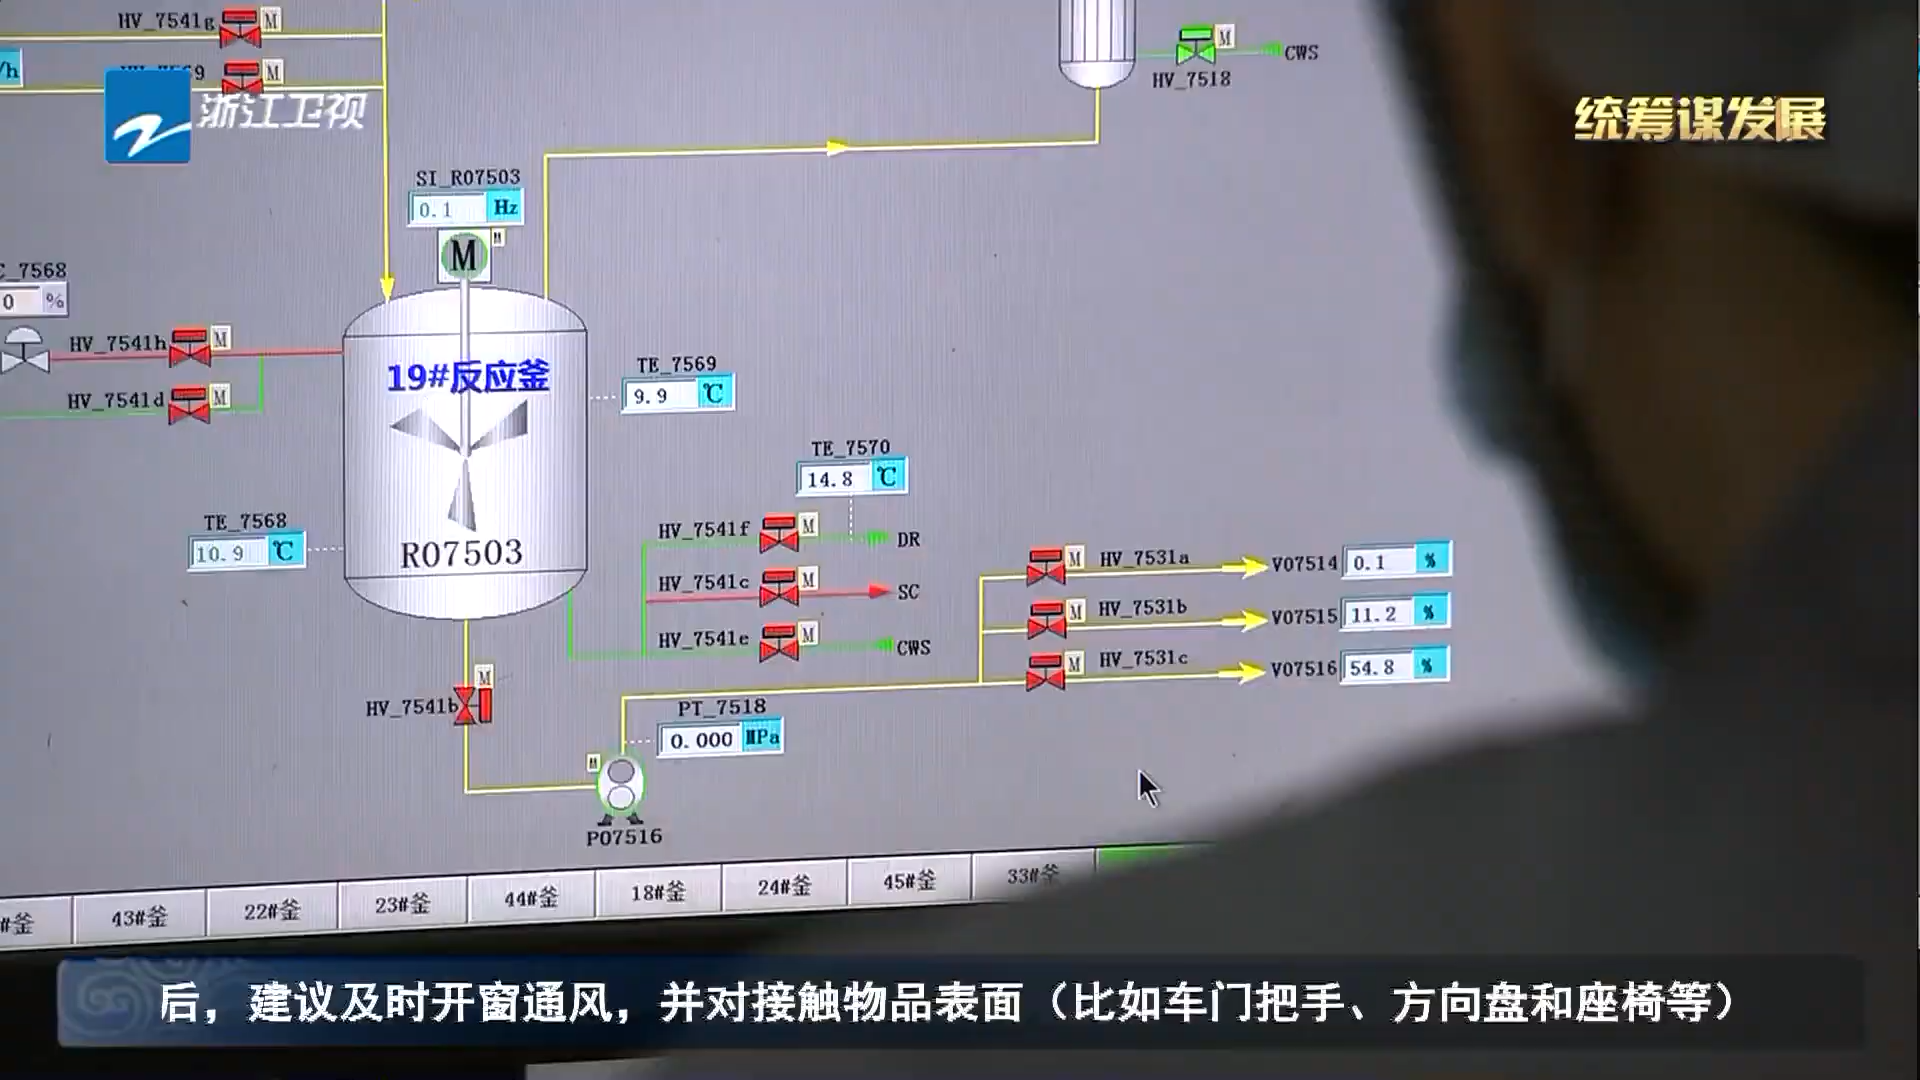 HV_7541g M
/h
9 M
浙江卫视
HV_7518 M
CWS
统筹谋发展
SI_R07503
0.1 Hz
M M
C_7568
0 %
HV_7541h M
HV_7541d M
19#反应釜
R07503
TE_7569
9.9 ℃
TE_7568
10.9 ℃
TE_7570
14.8 ℃
HV_7541f M DR
HV_7541c M SC
HV_7541e M CWS
M HV_7531a V07514 0.1 %
M HV_7531b V07515 11.2 %
M HV_7531c V07516 54.8 %
HV_7541b M
PT_7518
0.000 MPa
M
P07516
#釜 43#釜 22#釜 23#釜 44#釜 18#釜 24#釜 45#釜 33#釜
后，建议及时开窗通风，并对接触物品表面（比如车门把手、方向盘和座椅等）